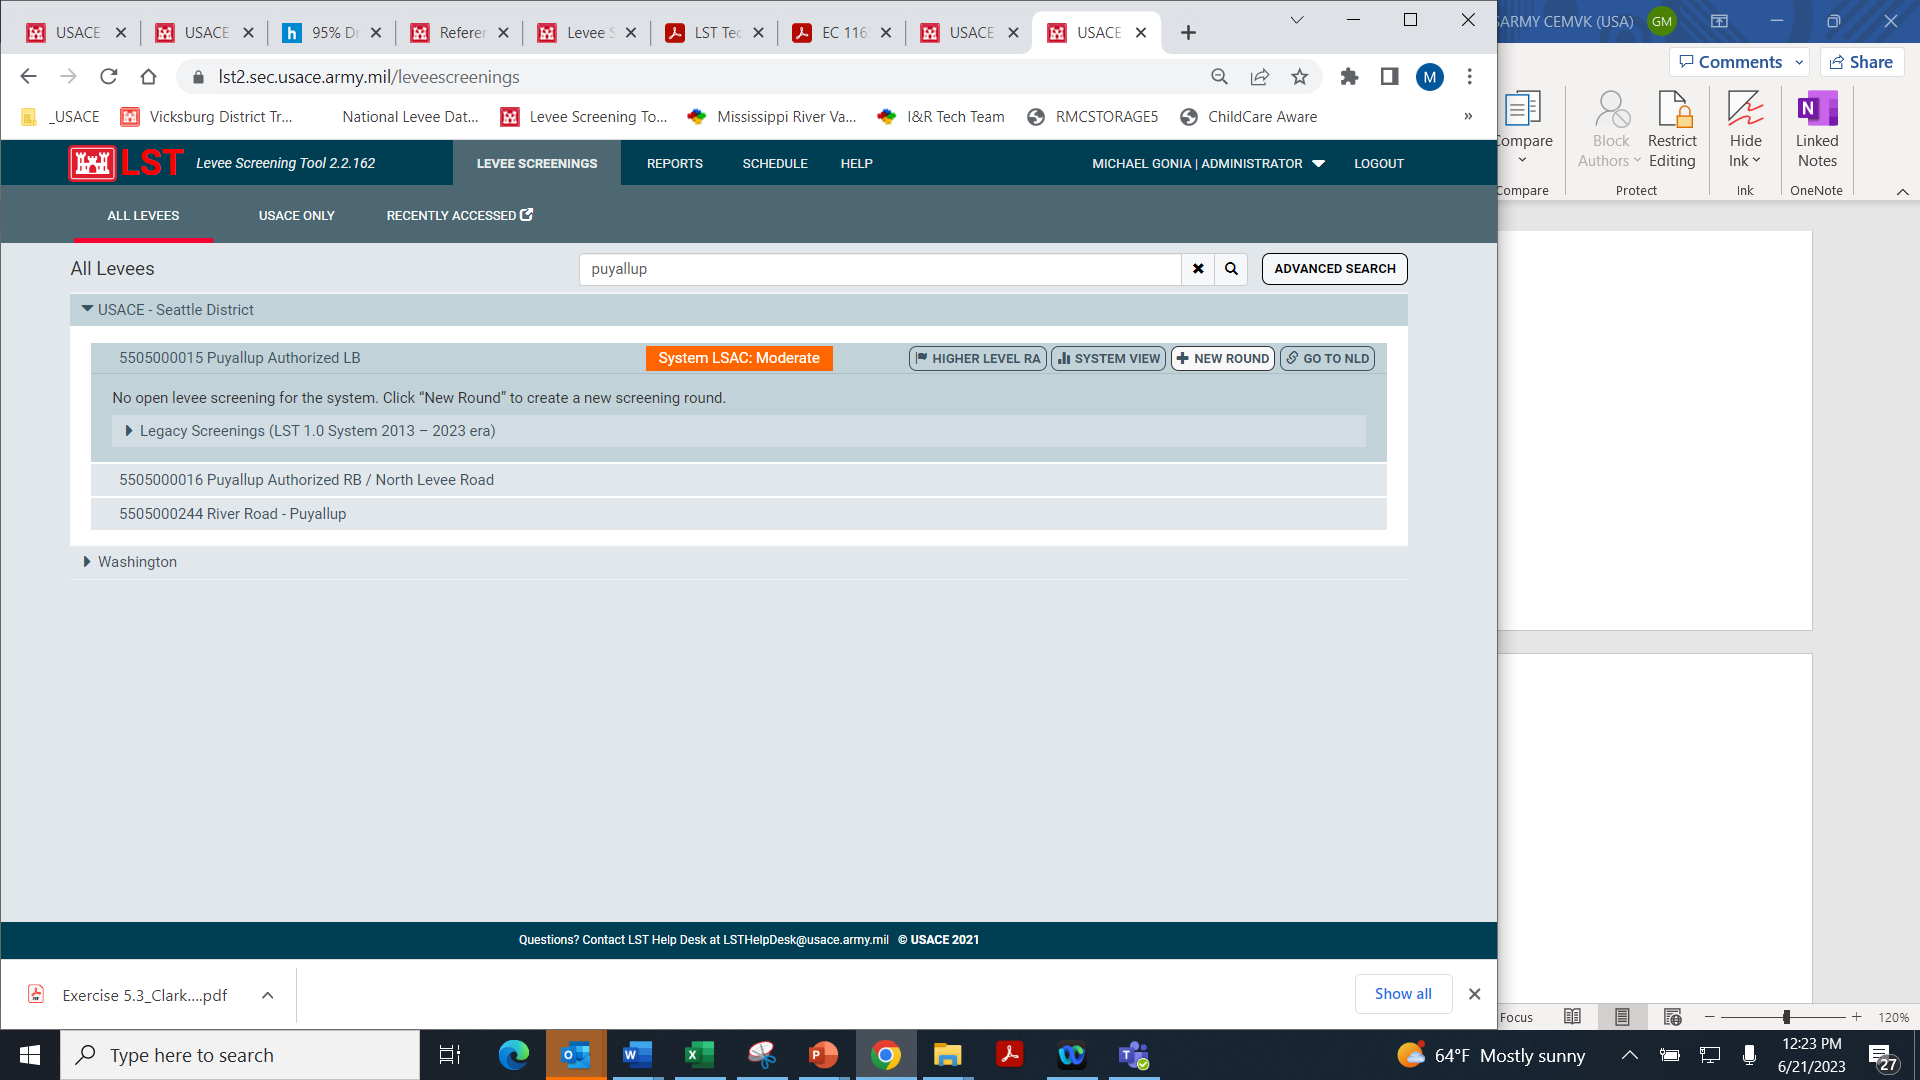 USACE
USACE
95% Dr
Referer
Levee S
LST Tec
EC 116
USACE
USACE
SARMY CEMVK (USA) GM
lst2.sec.usace.army.mil/leveescreenings
M
Comments
Share
_USACE
Vicksburg District Tr...
National Levee Dat...
Levee Screening To...
Mississippi River Va...
I&R Tech Team
RMCSTORAGE5
ChildCare Aware
»
Compare
Block Authors
Restrict Editing
Hide Ink
Linked Notes
Compare
Protect
Ink
OneNote
LST
Levee Screening Tool 2.2.162
LEVEE SCREENINGS
REPORTS
SCHEDULE
HELP
MICHAEL GONIA | ADMINISTRATOR
LOGOUT
ALL LEVEES
USACE ONLY
RECENTLY ACCESSED
All Levees
puyallup
ADVANCED SEARCH
USACE - Seattle District
5505000015 Puyallup Authorized LB
System LSAC: Moderate
HIGHER LEVEL RA
SYSTEM VIEW
NEW ROUND
GO TO NLD
No open levee screening for the system. Click “New Round” to create a new screening round.
Legacy Screenings (LST 1.0 System 2013 – 2023 era)
5505000016 Puyallup Authorized RB / North Levee Road
5505000244 River Road - Puyallup
Washington
Questions? Contact LST Help Desk at LSTHelpDesk@usace.army.mil © USACE 2021
Exercise 5.3_Clark....pdf
Show all
Focus
120%
Type here to search
64°F Mostly sunny
12:23 PM
6/21/2023
27